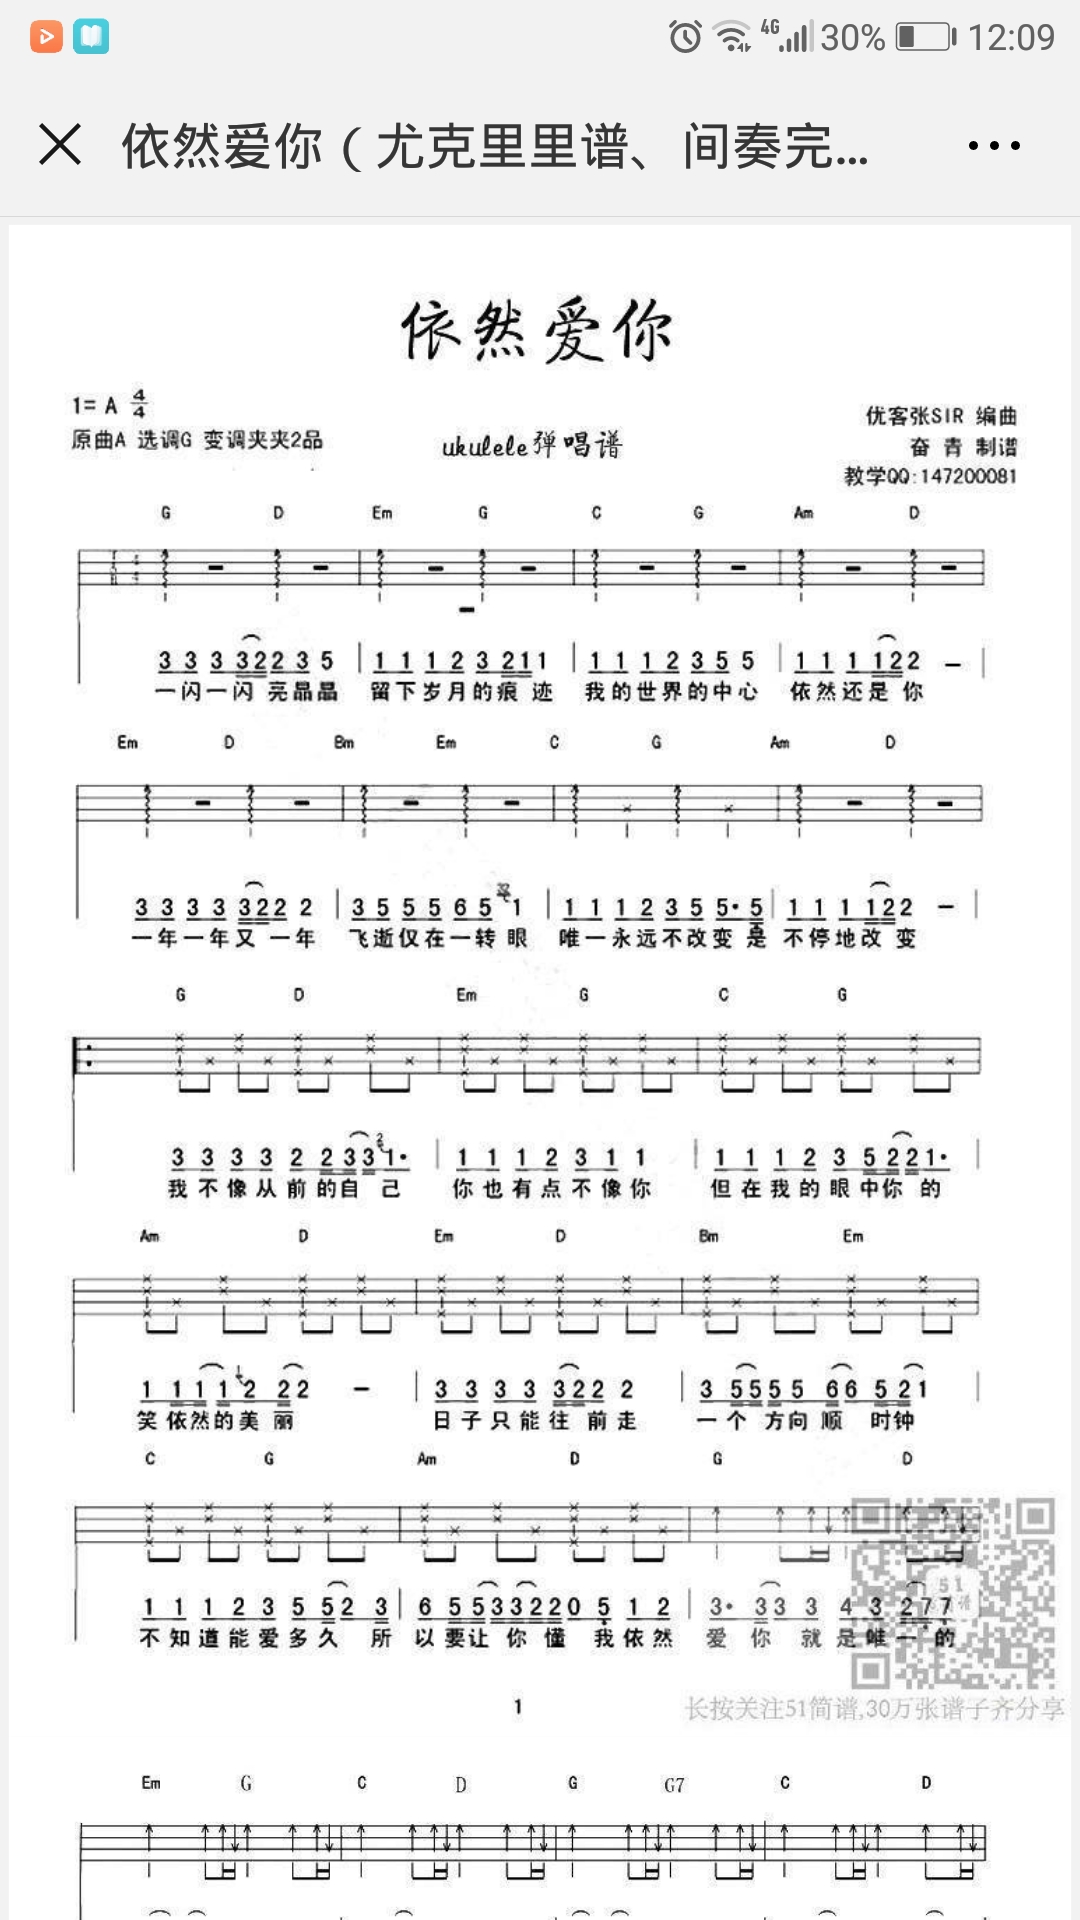 4G 30% 12:09
依然爱你（尤克里里谱、间奏完...
依然爱你
1= A 4/4
原曲A 选调G 变调夹夹2品
ukulele弹唱谱
优客张SIR 编曲
奋 青 制谱
教学QQ:147200081
G D Em G C G Am D
3 3 3 3 2 2 3 5 | 1 1 1 2 3 2 1 1 | 1 1 1 2 3 5 5 | 1 1 1 1 2 2 – |
一闪一闪 亮晶晶 留下岁月的痕 迹 我的世界的中心 依然还是 你
Em D Bm Em C G Am D
3 3 3 3 3 2 2 2 | 3 5 5 5 6 5 1 | 1 1 1 2 3 5 5· 5 | 1 1 1 1 2 2 – |
一年一年又 一年 飞逝仅在一转 眼 唯一永远不改变 是 不停地改 变
G D Em G C G
3 3 3 3 2 2 3 3 2 1· | 1 1 1 2 3 1 1 | 1 1 1 2 3 5 2 2 1· |
我 不 像 从 前 的自 己 你 也 有 点 不 像 你 但 在 我 的 眼 中你 的
Am D Em D Bm Em
1 1 1 1 1 2 2 2 – | 3 3 3 3 3 2 2 2 | 3 5 5 5 5 6 6 5 2 1 |
笑 依然的美 丽 日 子 只 能 往 前 走 一 个 方向 顺 时钟
C G Am D G D
1 1 1 2 3 5 5 2 3 | 6 5 5 3 3 2 2 0 5 1 2 | 3· 3 3 3 4 3 2 7 7
不 知 道 能 爱 多 久 所 以 要让 你 懂 我 依 然 爱 你 就 是 唯 一 的
1
长按关注51简谱,30万张谱子齐分享
Em G C D G G7 C D